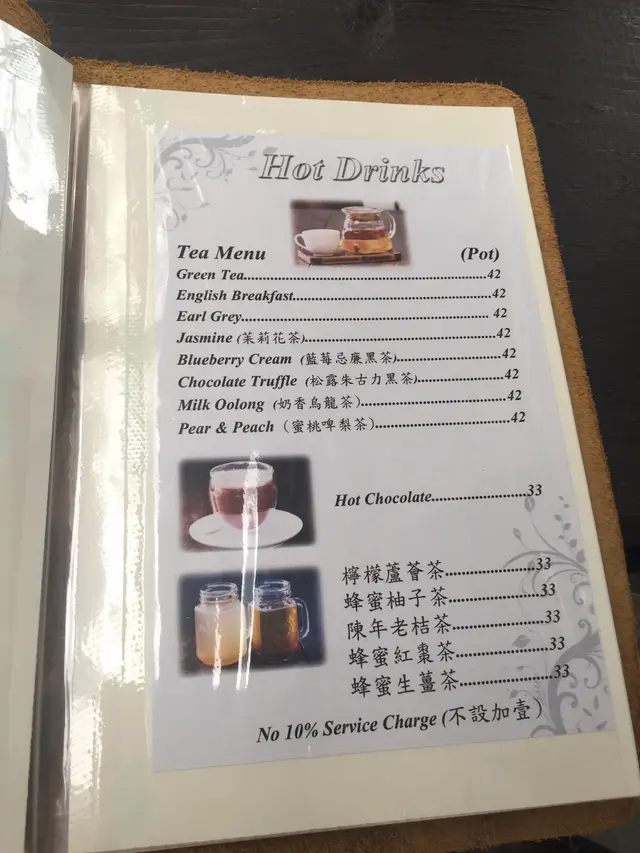 Hot Drinks
Tea Menu (Pot)
Green Tea..........42
English Breakfast..........42
Earl Grey.......... 42
Jasmine (茉莉花茶)..........42
Blueberry Cream (藍莓忌廉黑茶)..........42
Chocolate Truffle (松露朱古力黑茶)..........42
Milk Oolong (奶香烏龍茶)..........42
Pear & Peach (蜜桃啤梨茶)..........42
Hot Chocolate..........33
檸檬蘆薈茶..........33
蜂蜜柚子茶..........33
陳年老桔茶..........33
蜂蜜紅棗茶..........33
蜂蜜生薑茶..........33
No 10% Service Charge (不設加壹)